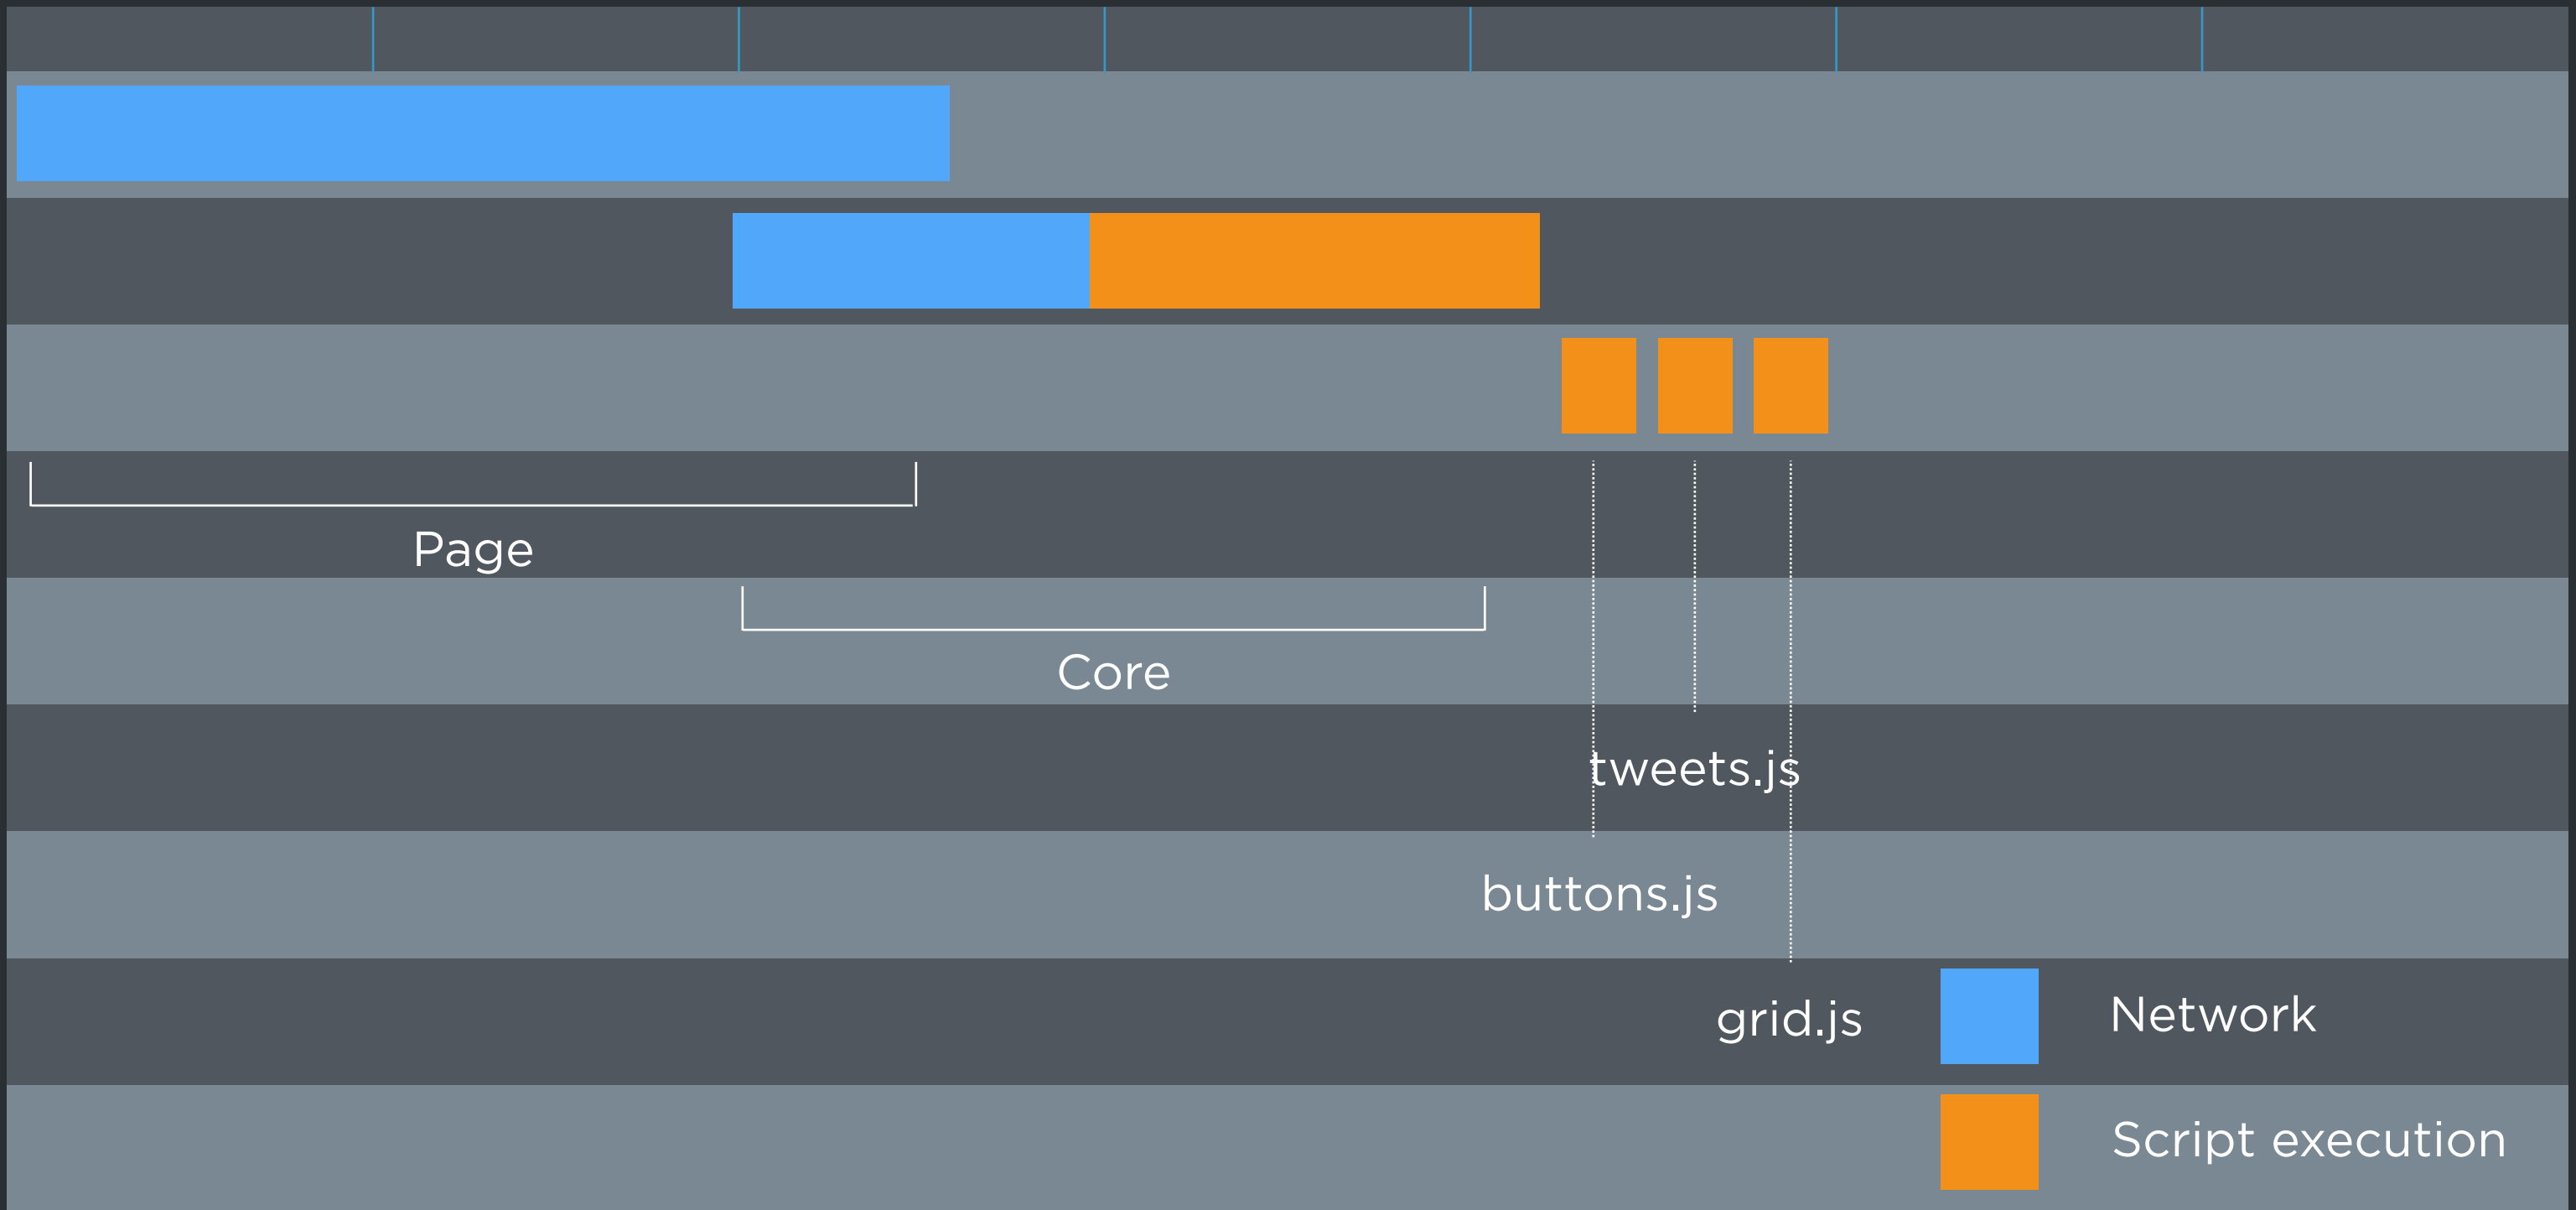 Page
Core
tweets.js
buttons.js
grid.js
Network
Script execution